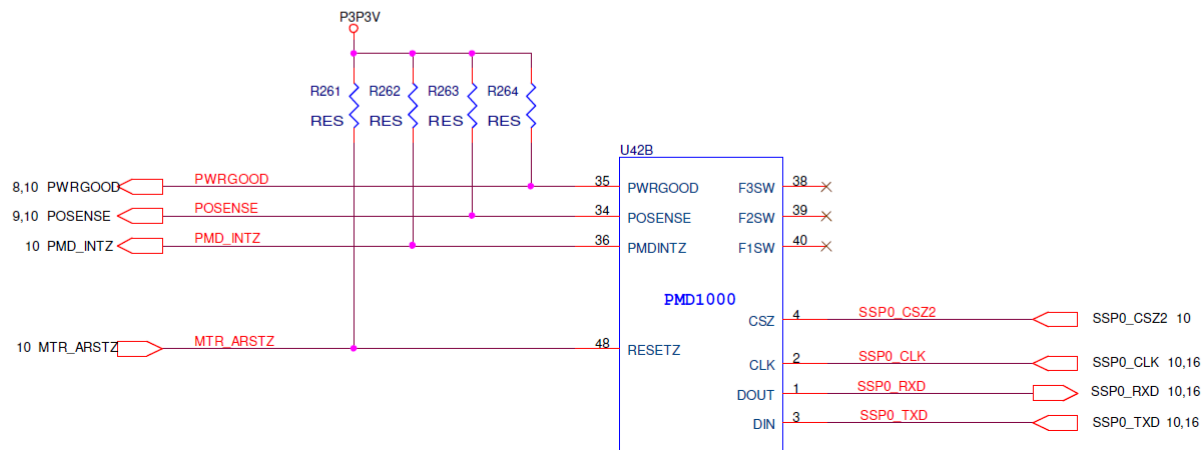 P3P3V
R261 R262 R263 R264
RES RES RES RES
U42B
8,10 PWRGOOD PWRGOOD 35 PWRGOOD F3SW 38
9,10 POSENSE POSENSE 34 POSENSE F2SW 39
10 PMD_INTZ PMD_INTZ 36 PMDINTZ F1SW 40
PMD1000
CSZ 4 SSP0_CSZ2 SSP0_CSZ2 10
10 MTR_ARSTZ MTR_ARSTZ 48 RESETZ
CLK 2 SSP0_CLK SSP0_CLK 10,16
DOUT 1 SSP0_RXD SSP0_RXD 10,16
DIN 3 SSP0_TXD SSP0_TXD 10,16